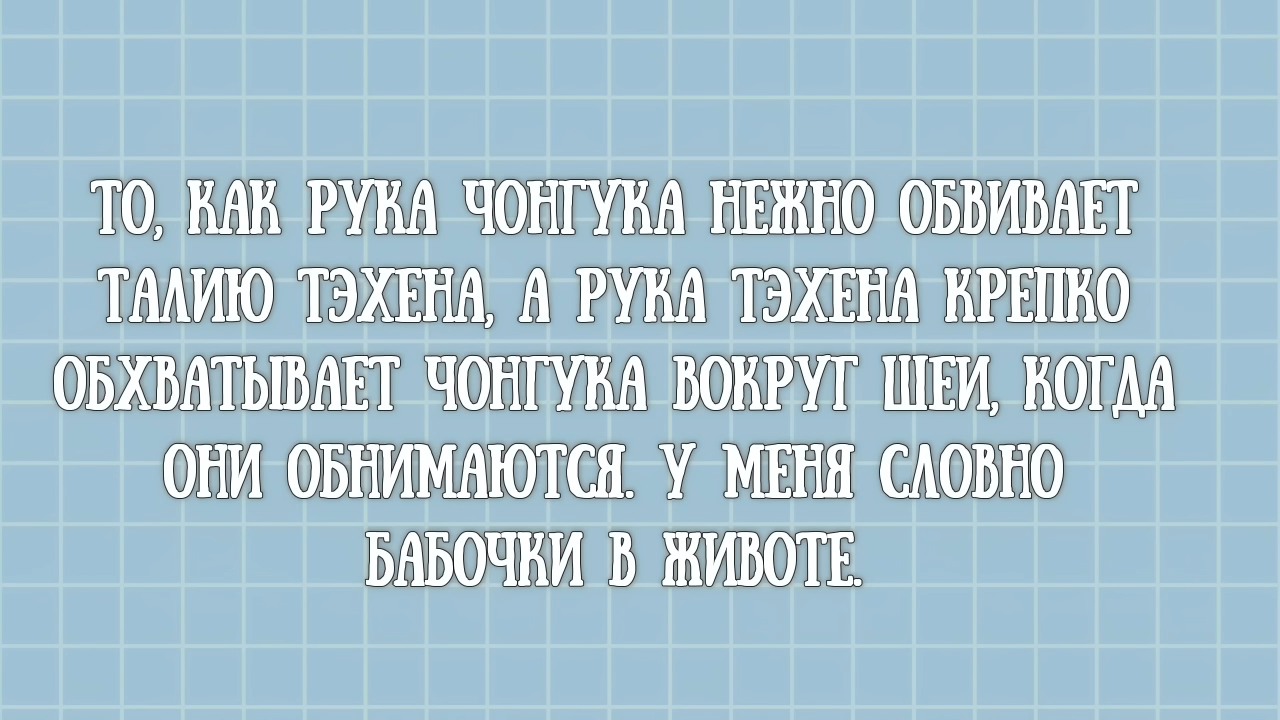 ТО, КАК РУКА ЧОНГУКА НЕЖНО ОБВИВАЕТ
ТАЛИЮ ТЭХЕНА, А РУКА ТЭХЕНА КРЕПКО
ОБХВАТЫВАЕТ ЧОНГУКА ВОКРУГ ШЕИ, КОГДА
ОНИ ОБНИМАЮТСЯ. У МЕНЯ СЛОВНО
БАБОЧКИ В ЖИВОТЕ.